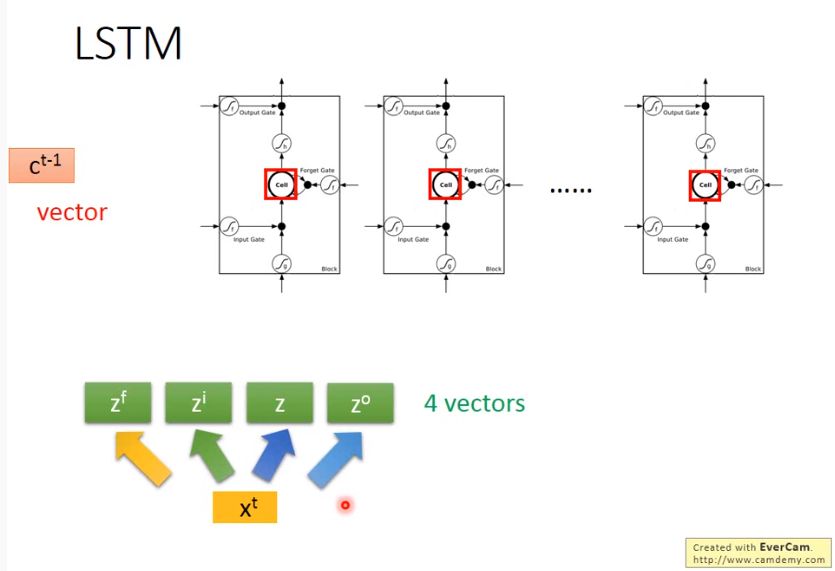 LSTM
c^t-1
vector
f
Output Gate
h
Forget Gate
Cell
f
f
Input Gate
g
Block
f
Output Gate
h
Forget Gate
Cell
f
f
Input Gate
g
Block
......
f
Output Gate
h
Forget Gate
Cell
f
f
Input Gate
g
Block
z^f z^i z z^o 4 vectors
x^t
Created with EverCam.
http://www.camdemy.com